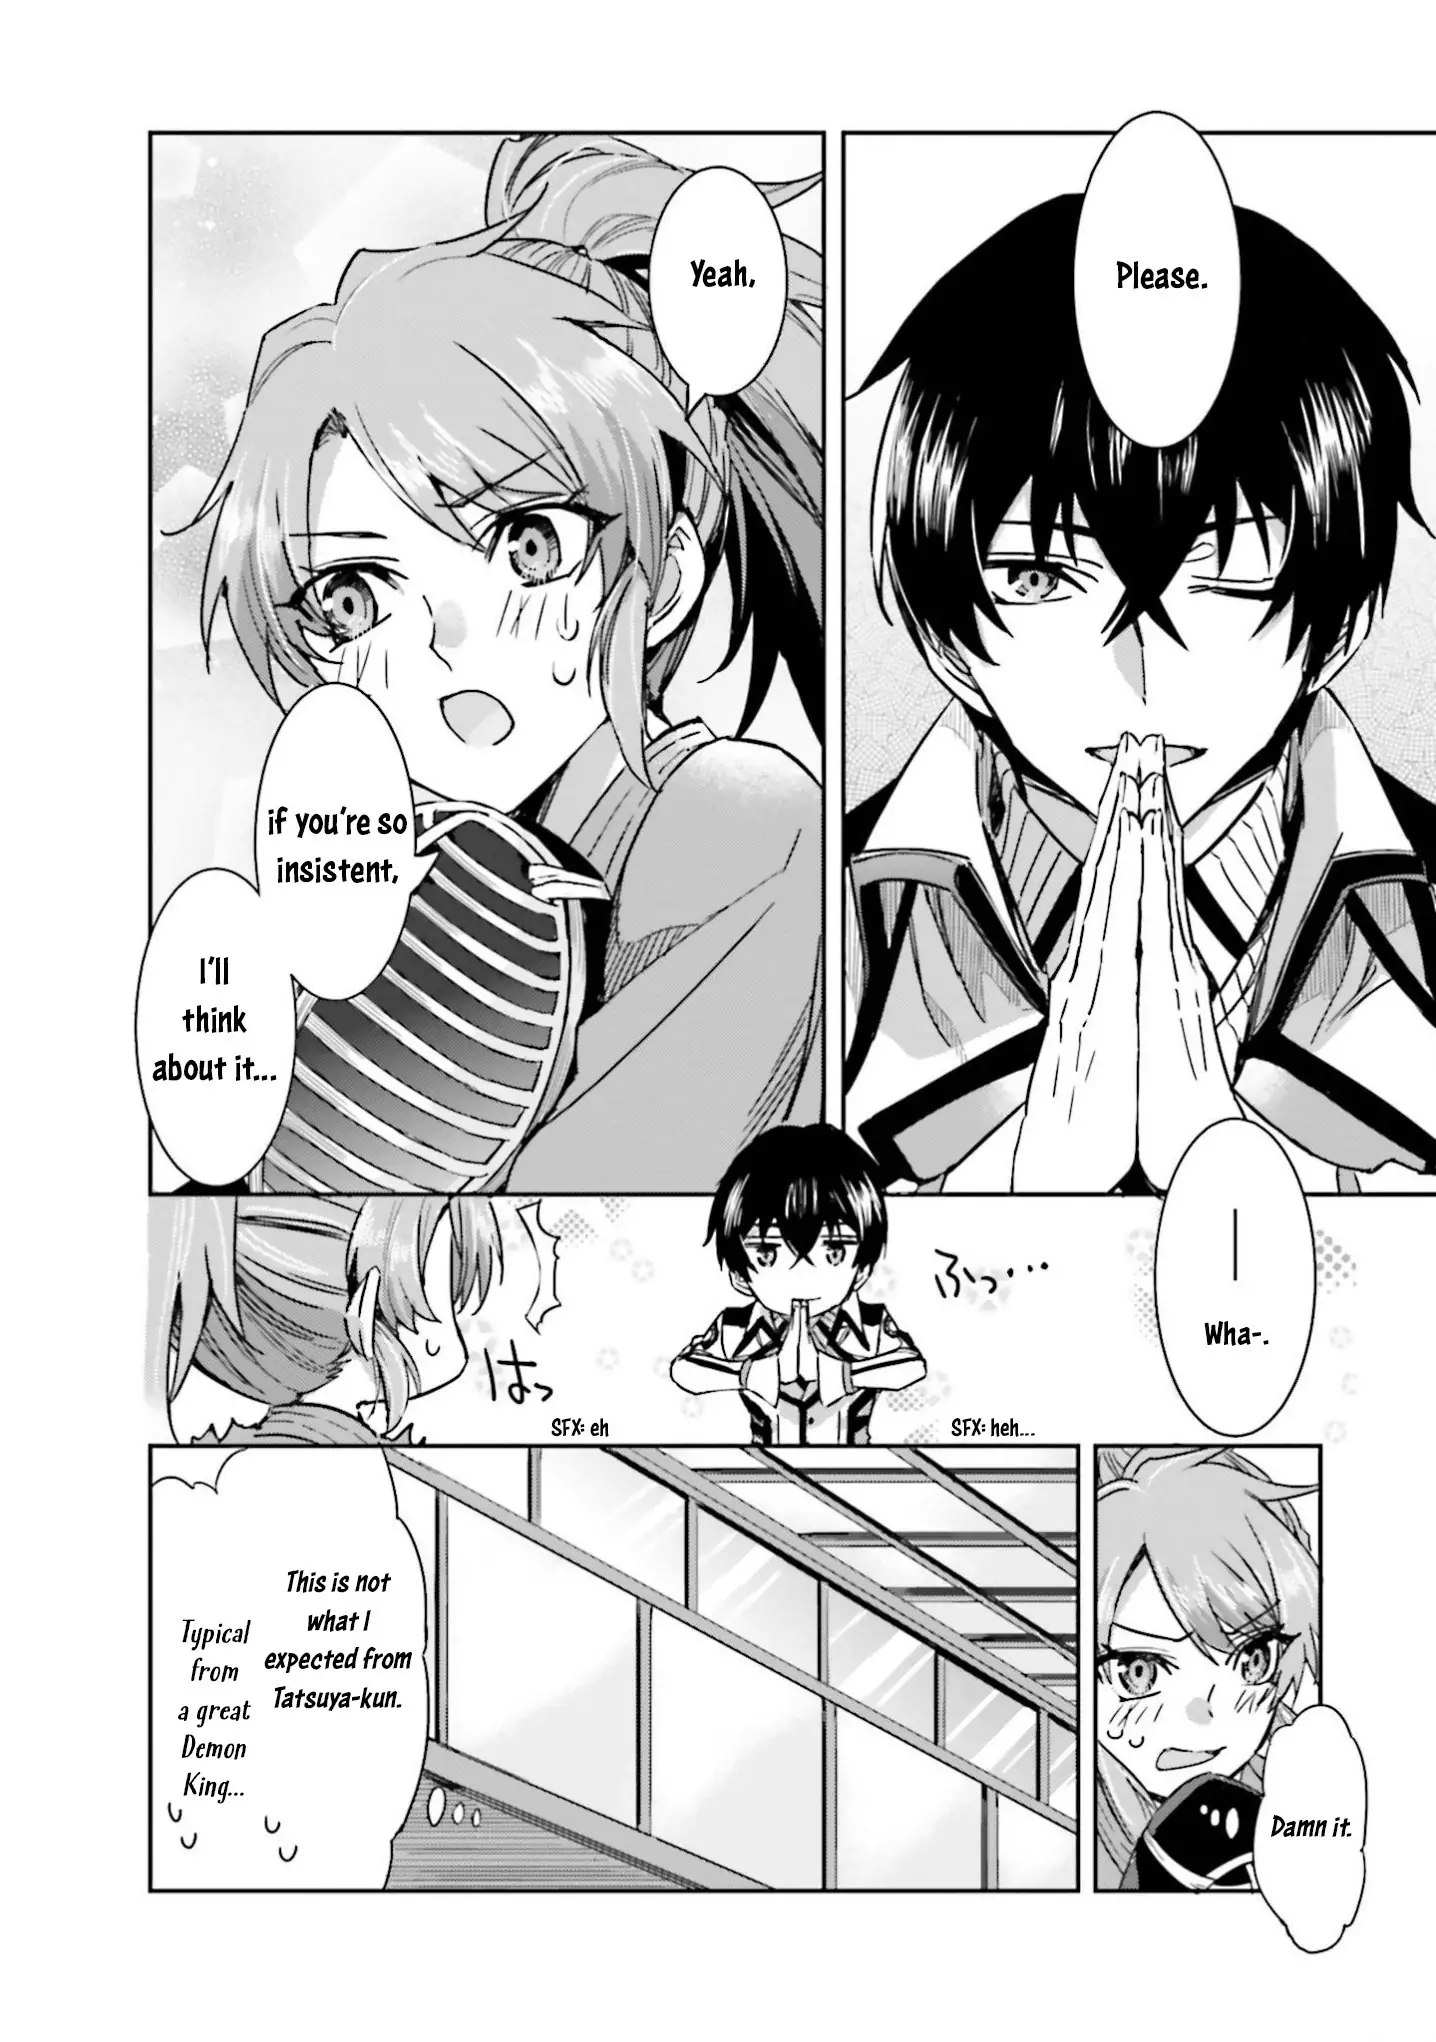 Please.
Yeah,
if you're so
insistent,
I'll
think
about it...
I
Wha-.
ふっ...
SFX: heh...
はっ
SFX: eh
Damn it.
This is not
what I
expected from
Tatsuya-kun.
Typical
from
a great
Demon
King...